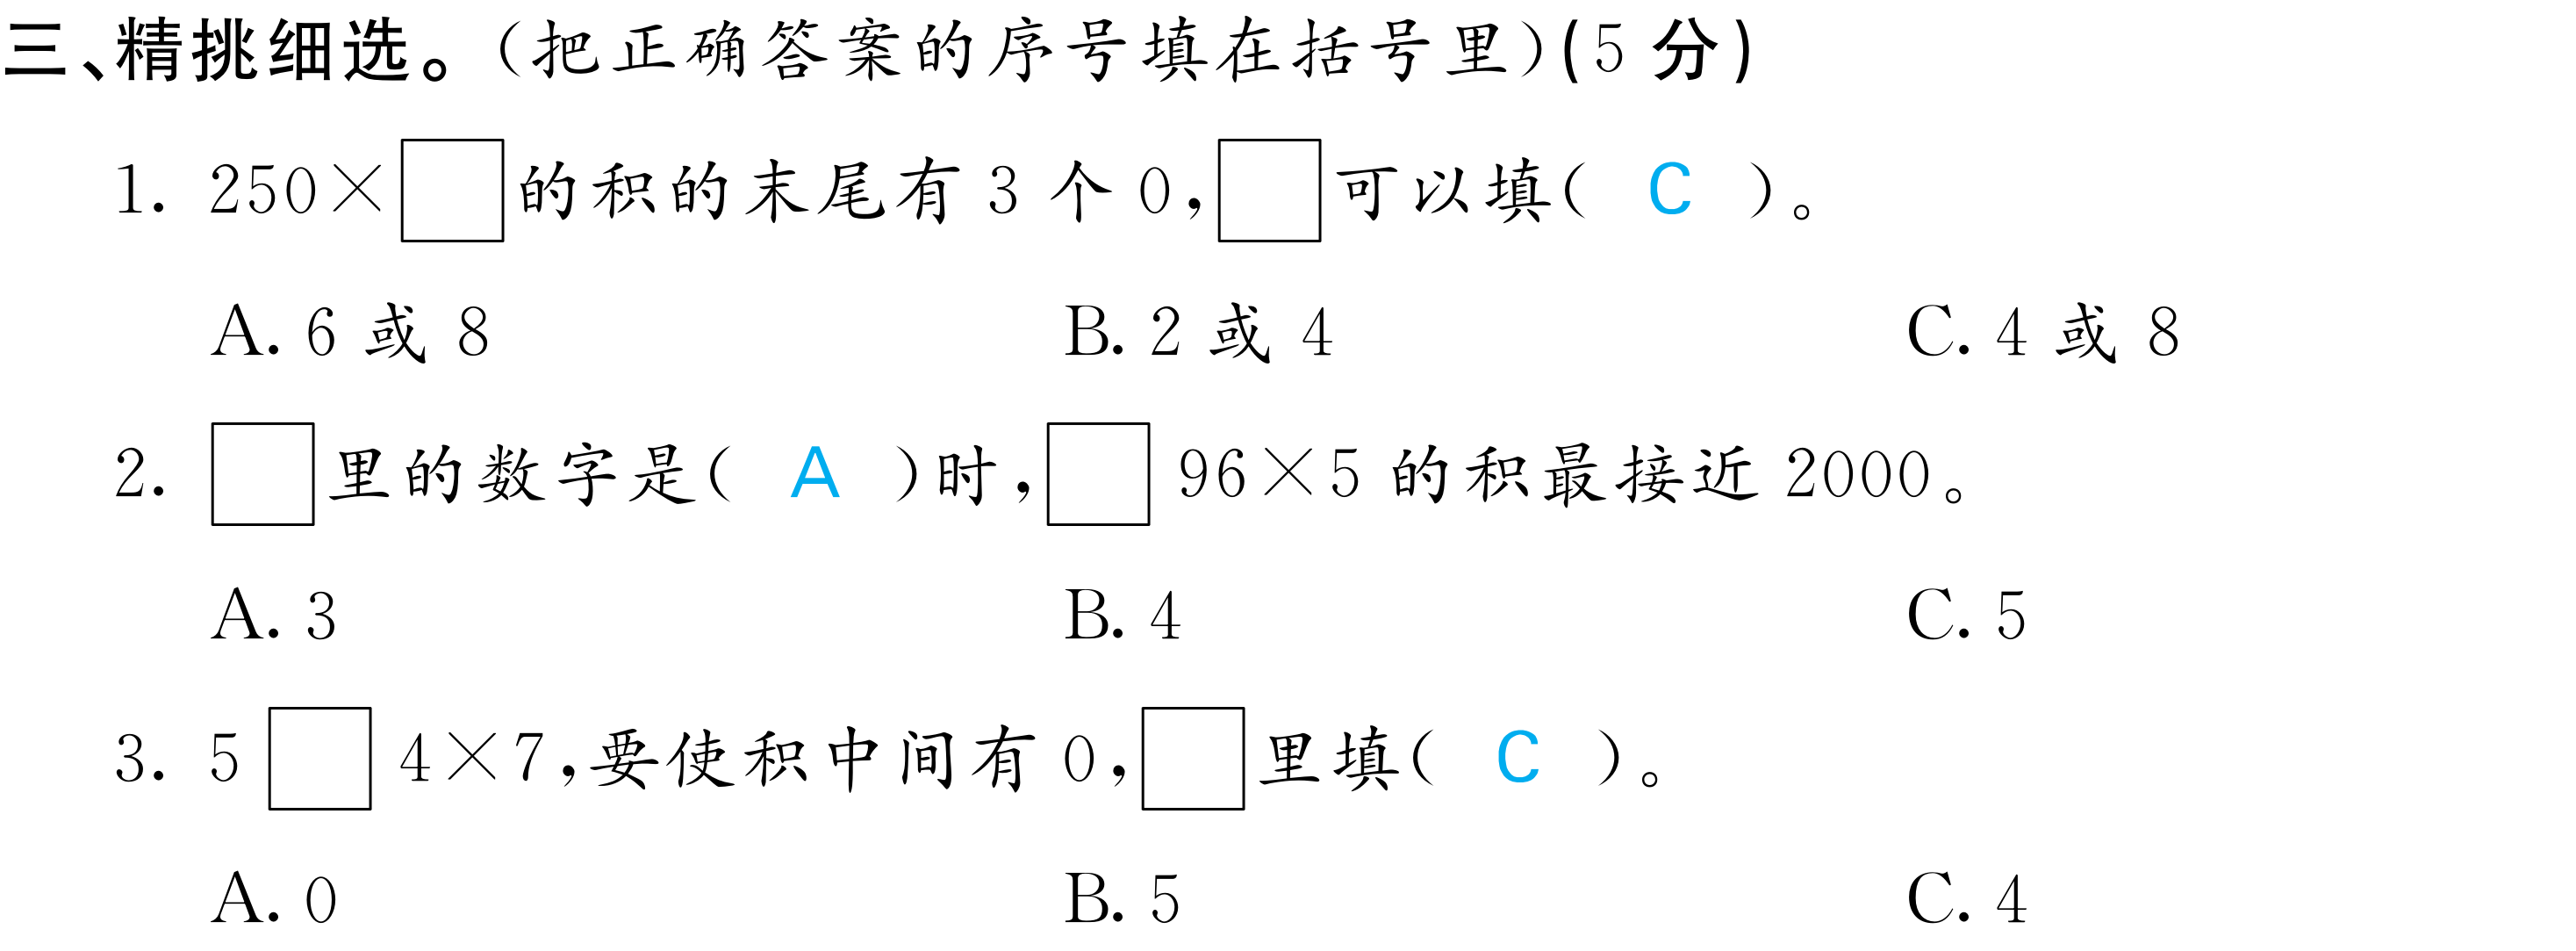 三、精挑细选。(把正确答案的序号填在括号里)(5 分)
1. 250×□的积的末尾有 3 个 0,□可以填( C )。
A. 6 或 8 B. 2 或 4 C. 4 或 8
2. □里的数字是( A )时,□ 96×5 的积最接近 2000。
A. 3 B. 4 C. 5
3. 5 □ 4×7,要使积中间有 0,□里填( C )。
A. 0 B. 5 C. 4